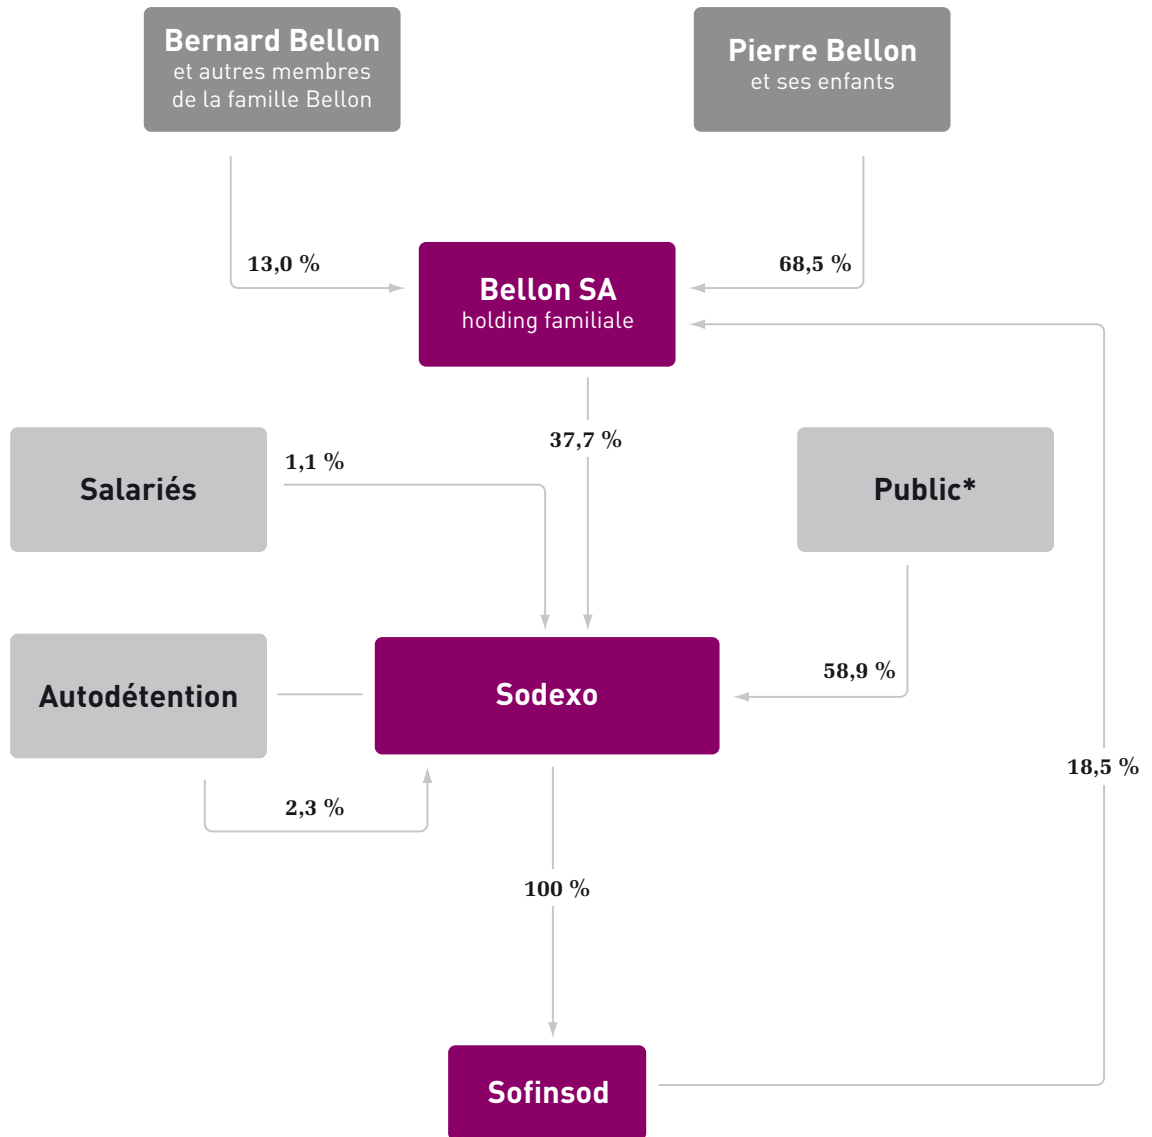 Bernard Bellon
et autres membres
de la famille Bellon
Pierre Bellon
et ses enfants
13,0 %
68,5 %
Bellon SA
holding familiale
37,7 %
Salariés
1,1 %
Public*
Autodétention
Sodexo
58,9 %
2,3 %
18,5 %
100 %
Sofinsod